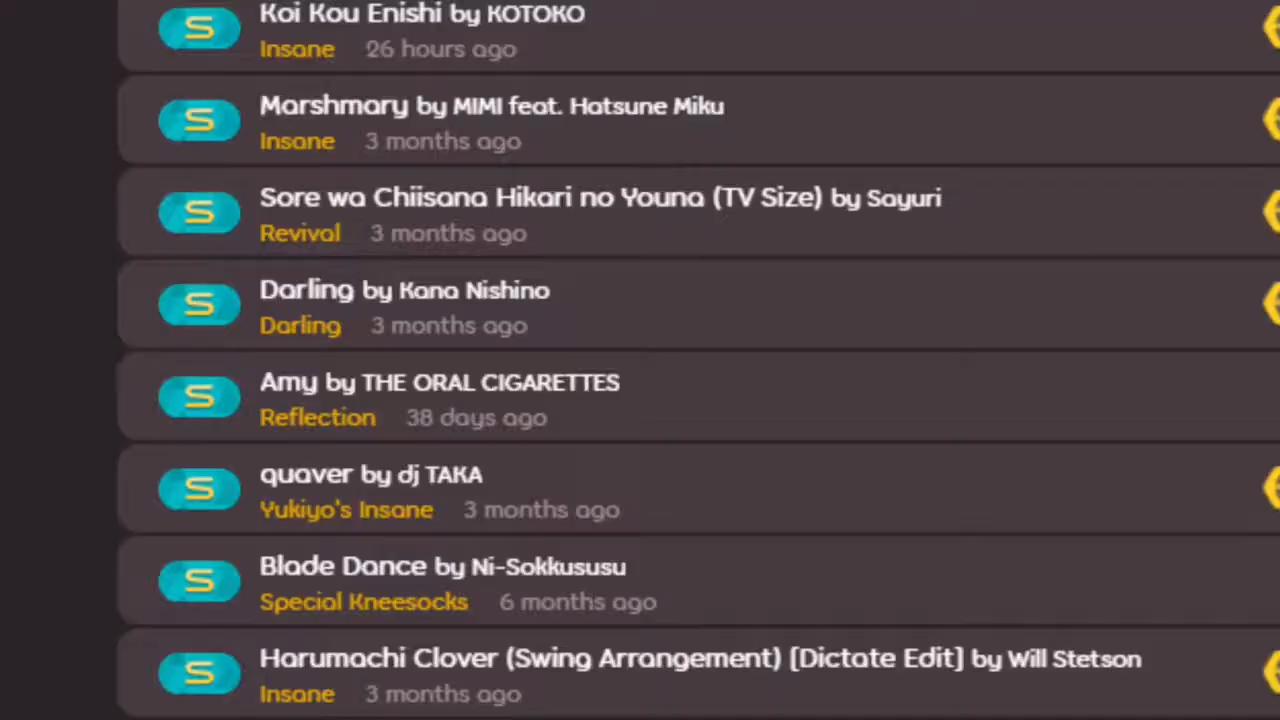 Koi Kou Enishi by KOTOKO
S
Insane 26 hours ago
Marshmary by MIMI feat. Hatsune Miku
S
Insane 3 months ago
Sore wa Chiisana Hikari no Youna (TV Size) by Sayuri
S
Revival 3 months ago
Darling by Kana Nishino
S
Darling 3 months ago
Amy by THE ORAL CIGARETTES
S
Reflection 38 days ago
quaver by dj TAKA
S
Yukiyo's Insane 3 months ago
Blade Dance by Ni-Sokkususu
S
Special Kneesocks 6 months ago
Harumachi Clover (Swing Arrangement) [Dictate Edit] by Will Stetson
S
Insane 3 months ago